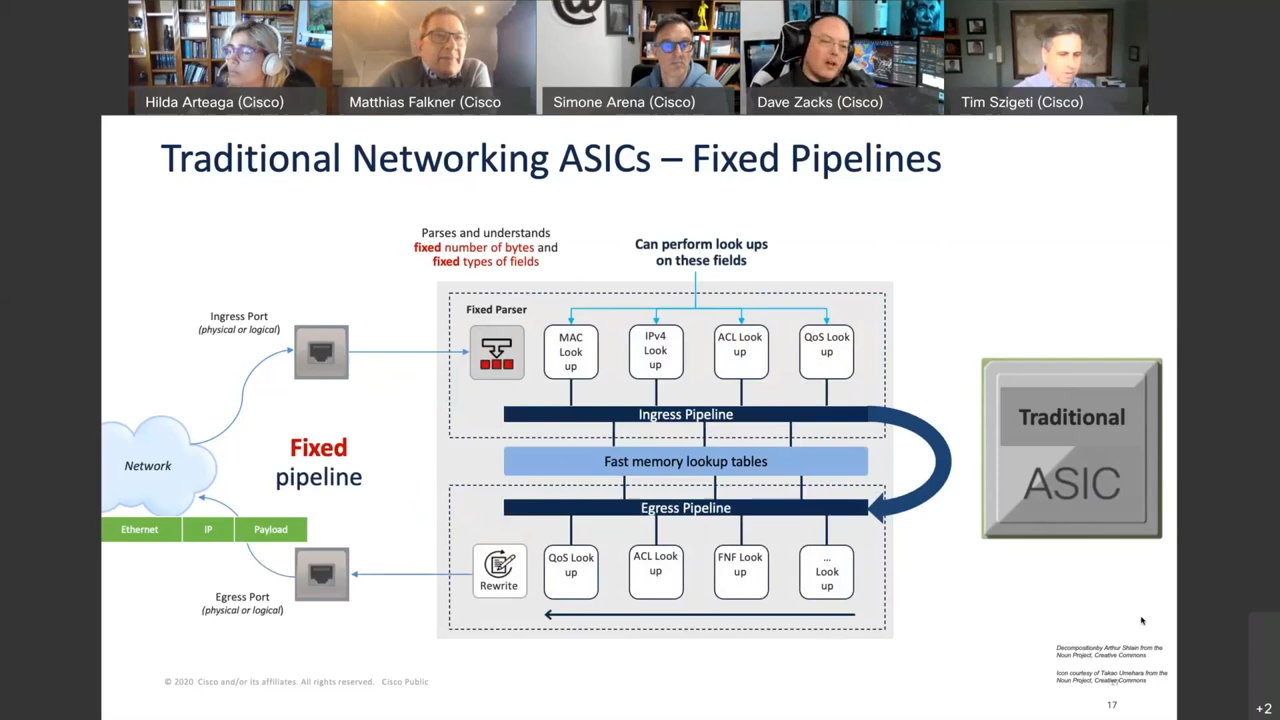 Hilda Arteaga (Cisco)
Matthias Falkner (Cisco
Simone Arena (Cisco)
Dave Zacks (Cisco)
Tim Szigeti (Cisco)
Traditional Networking ASICs – Fixed Pipelines
Parses and understands
fixed number of bytes and
fixed types of fields
Can perform look ups
on these fields
Fixed Parser
Ingress Port
(physical or logical)
MAC
Look
up
IPv4
Look
up
ACL Look
up
QoS Look
up
Ingress Pipeline
Traditional
ASIC
Fixed
pipeline
Network
Fast memory lookup tables
Egress Pipeline
Ethernet
IP
Payload
Rewrite
QoS Look
up
ACL Look
up
FNF Look
up
...
Look
up
Egress Port
(physical or logical)
Decompositionby Arthur Shlain from the
Noun Project, Creative Commons
Icon courtesy of Takao Umehara from the
Noun Project, Creative Commons
© 2020 Cisco and/or its affiliates. All rights reserved. Cisco Public
17
+2